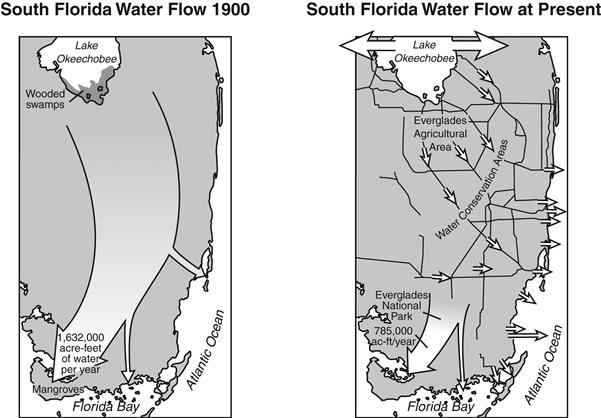 South Florida Water Flow 1900
Lake
Okeechobee
Wooded
swamps
1,632,000
acre-feet
of water
per year
Mangroves
Florida Bay
Atlantic Ocean
South Florida Water Flow at Present
Lake
Okeechobee
Everglades
Agricultural
Area
Water Conservation Areas
Everglades
National
Park
785,000
ac-ft/year
Florida Bay
Atlantic Ocean